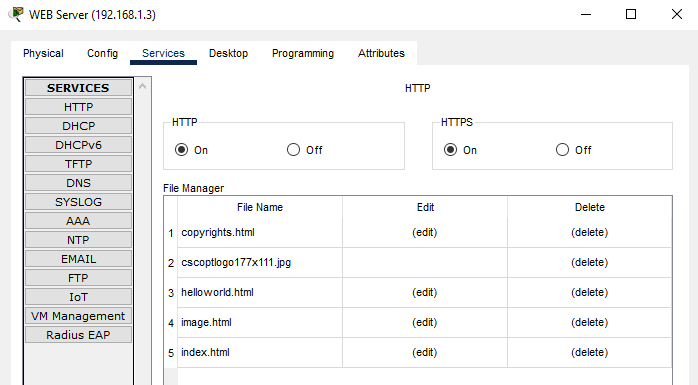 WEB Server (192.168.1.3)
Physical Config Services Desktop Programming Attributes
SERVICES
HTTP
DHCP
DHCPv6
TFTP
DNS
SYSLOG
AAA
NTP
EMAIL
FTP
IoT
VM Management
Radius EAP
HTTP
HTTP
On Off
HTTPS
On Off
File Manager
File Name Edit Delete
1 copyrights.html (edit) (delete)
2 cscoptlogo177x111.jpg (delete)
3 helloworld.html (edit) (delete)
4 image.html (edit) (delete)
5 index.html (edit) (delete)